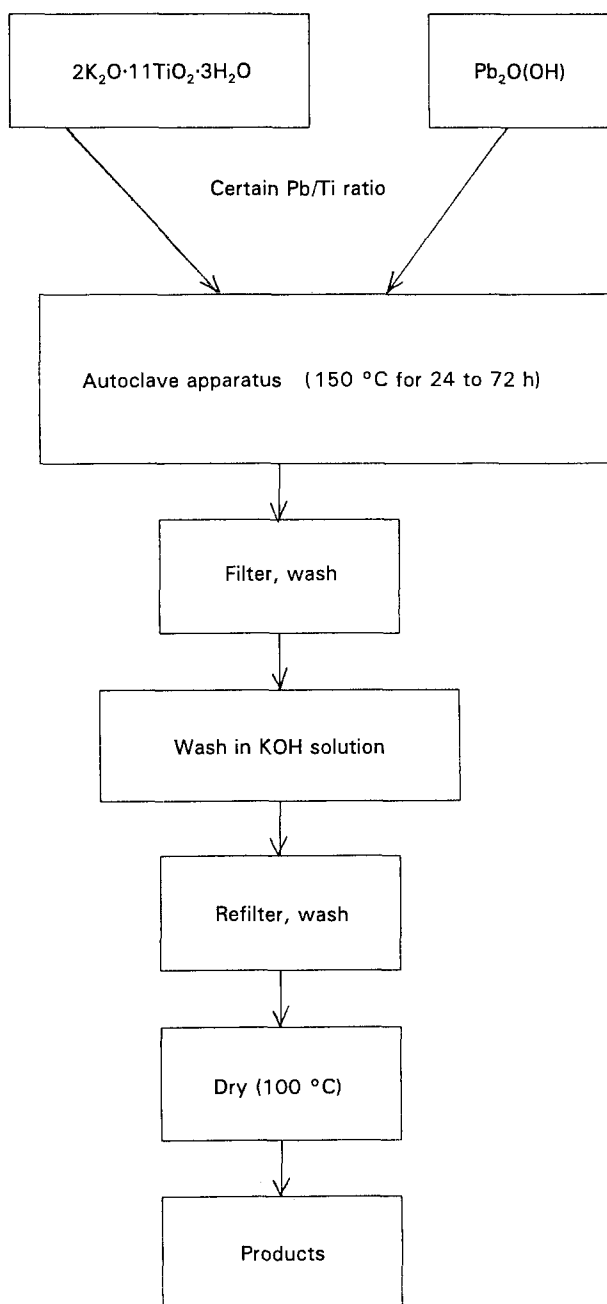 2K₂O·11TiO₂·3H₂O
Pb₂O(OH)
Certain Pb/Ti ratio
Autoclave apparatus (150 °C for 24 to 72 h)
Filter, wash
Wash in KOH solution
Refilter, wash
Dry (100 °C)
Products